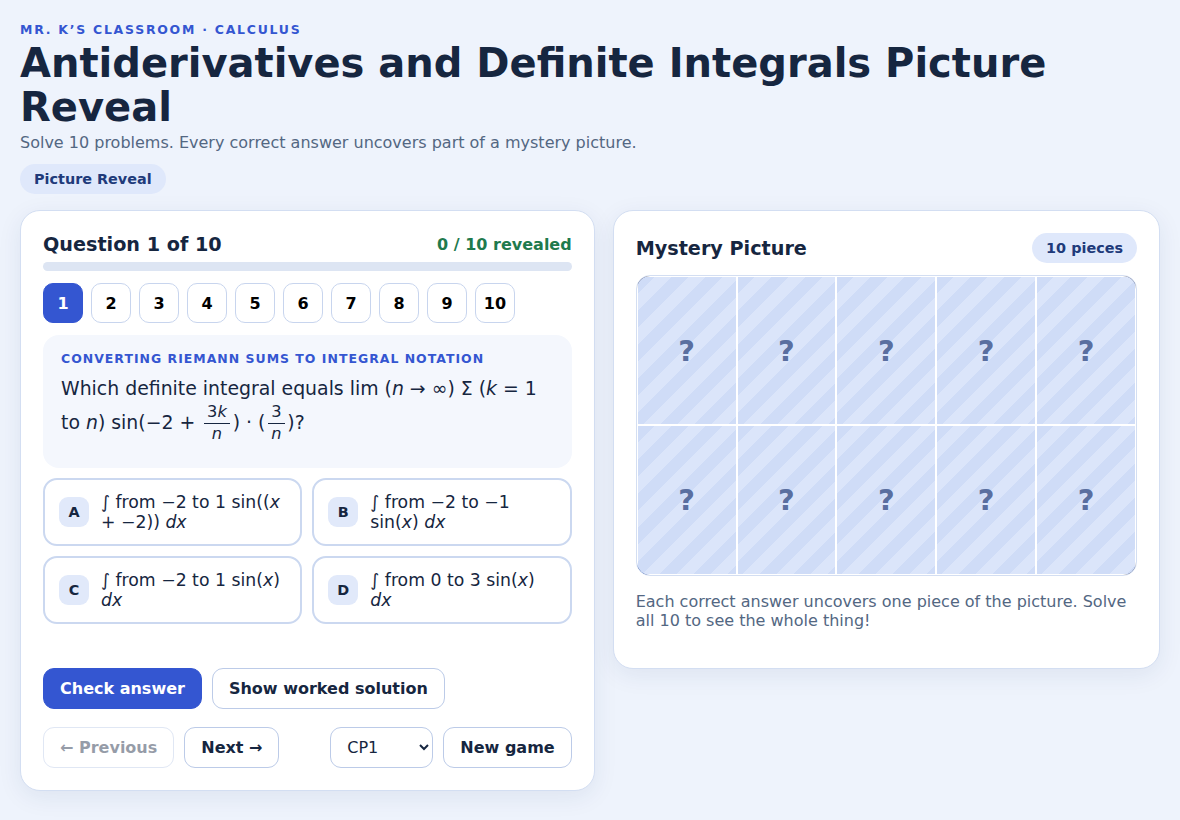 MR. K’S CLASSROOM · CALCULUS
Antiderivatives and Definite Integrals Picture
Reveal
Solve 10 problems. Every correct answer uncovers part of a mystery picture.
Picture Reveal
Question 1 of 10
0 / 10 revealed
1 2 3 4 5 6 7 8 9 10
CONVERTING RIEMANN SUMS TO INTEGRAL NOTATION
Which definite integral equals lim (n → ∞) Σ (k = 1
to n) sin(−2 + 3k/n) · (3/n)?
A ∫ from −2 to 1 sin((x
+ −2)) dx
B ∫ from −2 to −1
sin(x) dx
C ∫ from −2 to 1 sin(x)
dx
D ∫ from 0 to 3 sin(x)
dx
Check answer
Show worked solution
← Previous
Next →
CP1
New game
Mystery Picture
10 pieces
? ? ? ? ?
? ? ? ? ?
Each correct answer uncovers one piece of the picture. Solve
all 10 to see the whole thing!